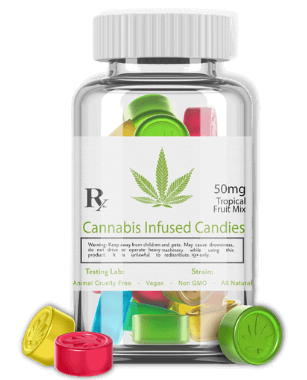 50mg
Rx
Tropical
Fruit Mix
Cannabis Infused Candies
Warning: Keep away from children and pets. May cause drowsiness,
do not drive or operate heavy machinery while using this
product. It is unlawful to redistribute rx-only.
Testing Lab: Strain:
Animal Cruelty Free - Vegan - Non GMO - All Natural